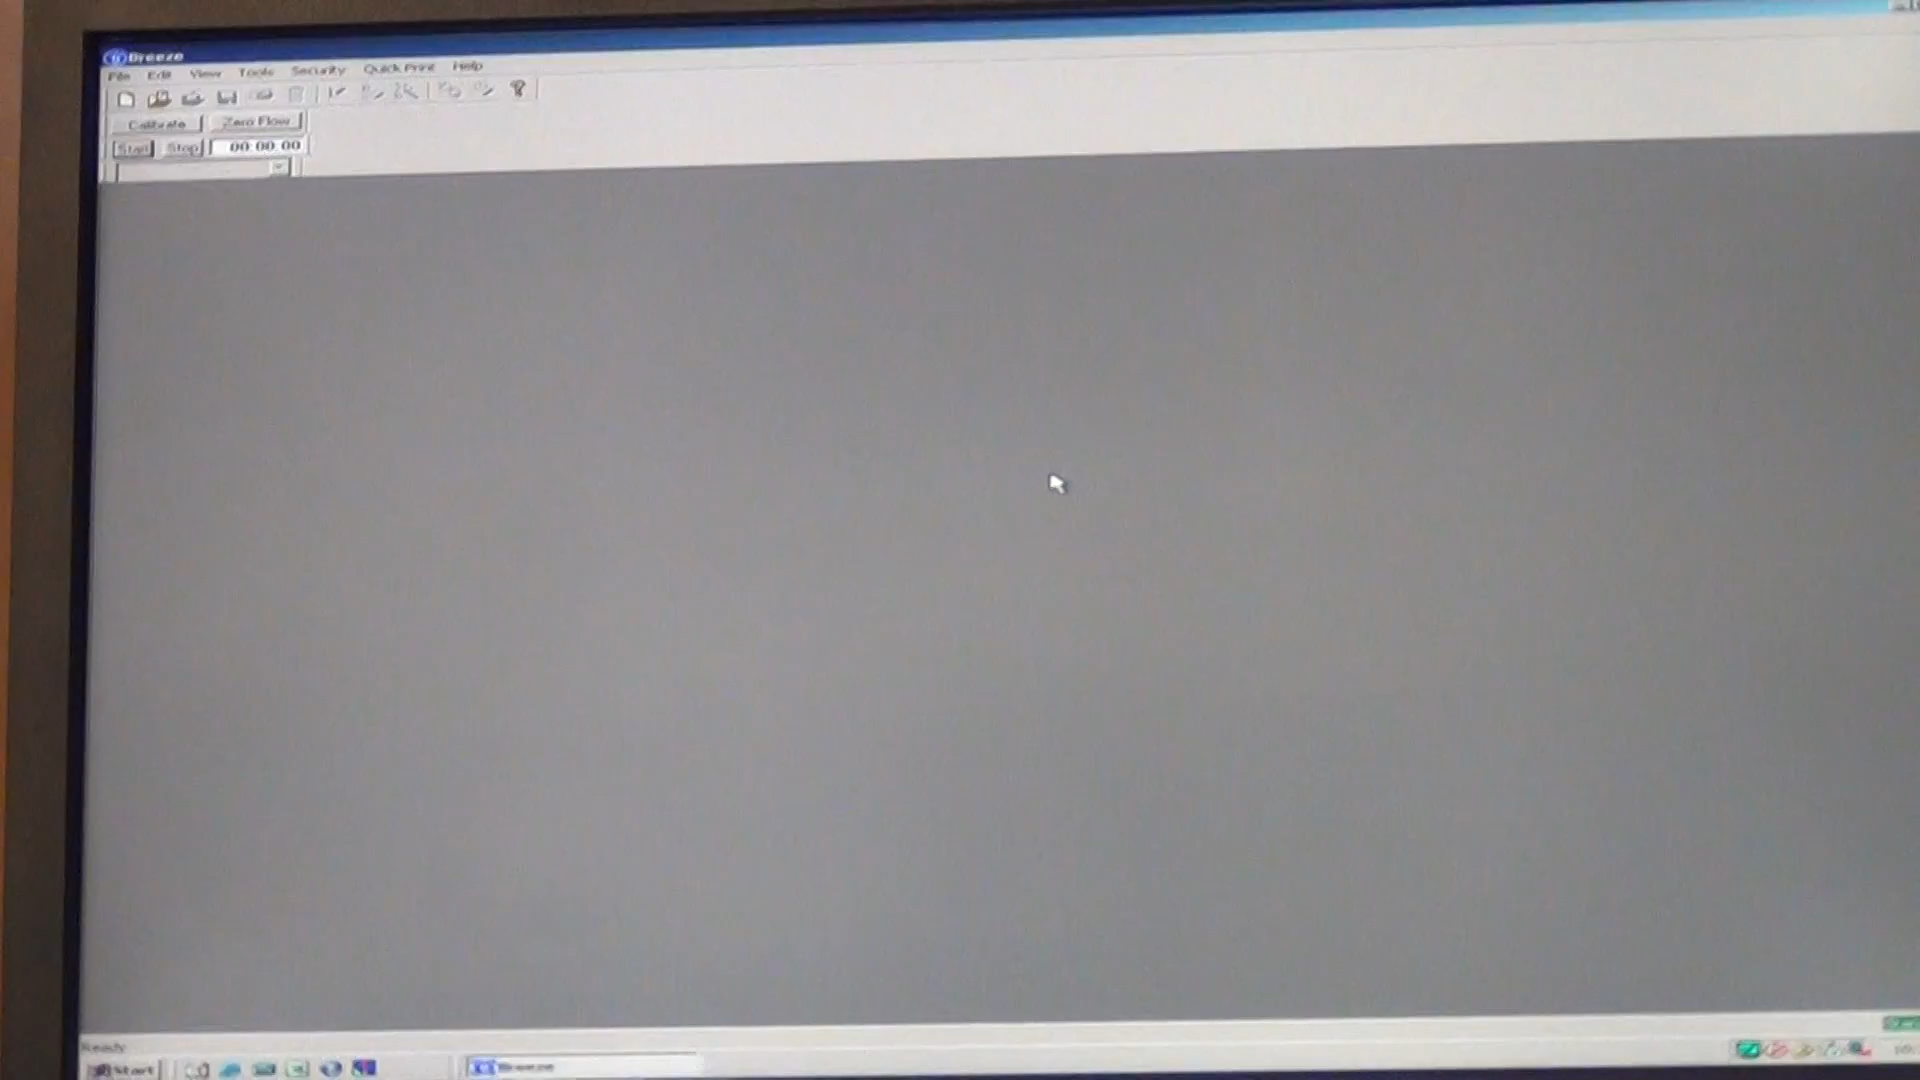 Breeze
File Edit View Tools Security Quick Print Help
Calibrate Zero Flow
Start Stop 00:00:00
Ready
Start Breeze